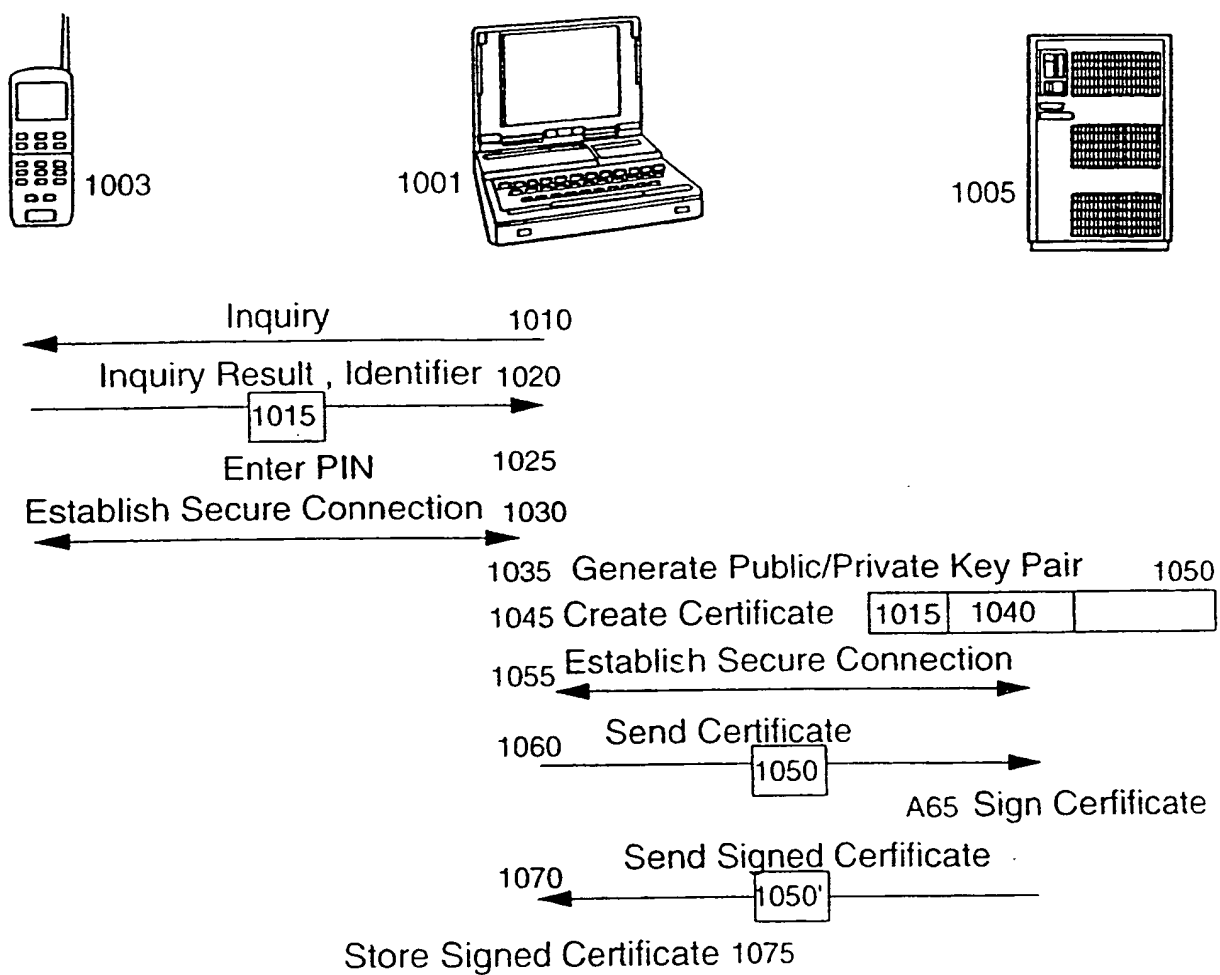 1003
1001
1005
Inquiry 1010
Inquiry Result , Identifier 1020
1015
Enter PIN 1025
Establish Secure Connection 1030
1035 Generate Public/Private Key Pair 1050
1045 Create Certificate 1015 1040
1055 Establish Secure Connection
Send Certificate
1060
1050
A65 Sign Cerfificate
Send Signed Cerfificate
1070
1050'
Store Signed Certificate 1075